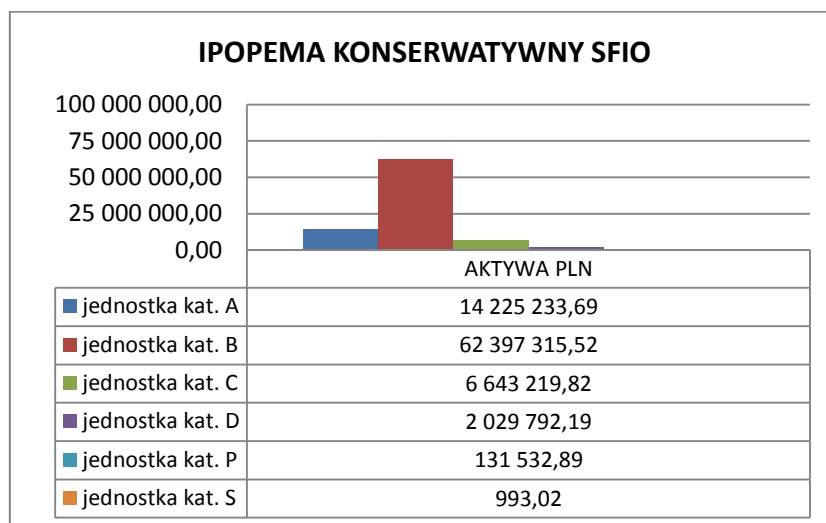 IPOPEMA KONSERWATYWNY SFIO
100 000 000,00
75 000 000,00
50 000 000,00
25 000 000,00
0,00
AKTYWA PLN
jednostka kat. A 14 225 233,69
jednostka kat. B 62 397 315,52
jednostka kat. C 6 643 219,82
jednostka kat. D 2 029 792,19
jednostka kat. P 131 532,89
jednostka kat. S 993,02